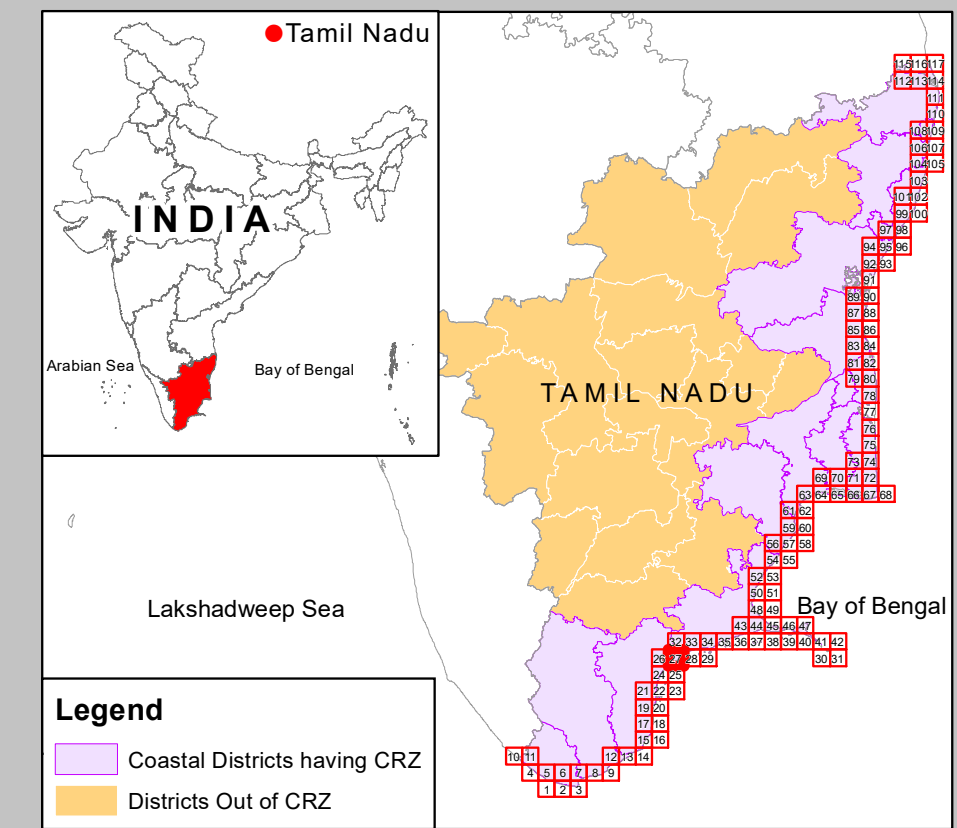 Tamil Nadu
INDIA
Arabian Sea
Bay of Bengal
TAMIL NADU
Lakshadweep Sea
Bay of Bengal
Legend
Coastal Districts having CRZ
Districts Out of CRZ
115 116 117
112 113 114
111
110
108 109
106 107
104 105
103
101 102
99 100
97 98
94 95 96
92 93
91
89 90
87 88
85 86
83 84
81 82
79 80
78
77
76
75
73 74
69 70 71 72
63 64 65 66 67 68
61 62
59 60
56 57 58
54 55
52 53
50 51
48 49
43 44 45 46 47
32 33 34 35 36 37 38 39 40 41 42
26 27 28 29 30 31
24 25
21 22 23
19 20
17 18
15 16
10 11 12 13 14
4 5 6 7 8 9
1 2 3